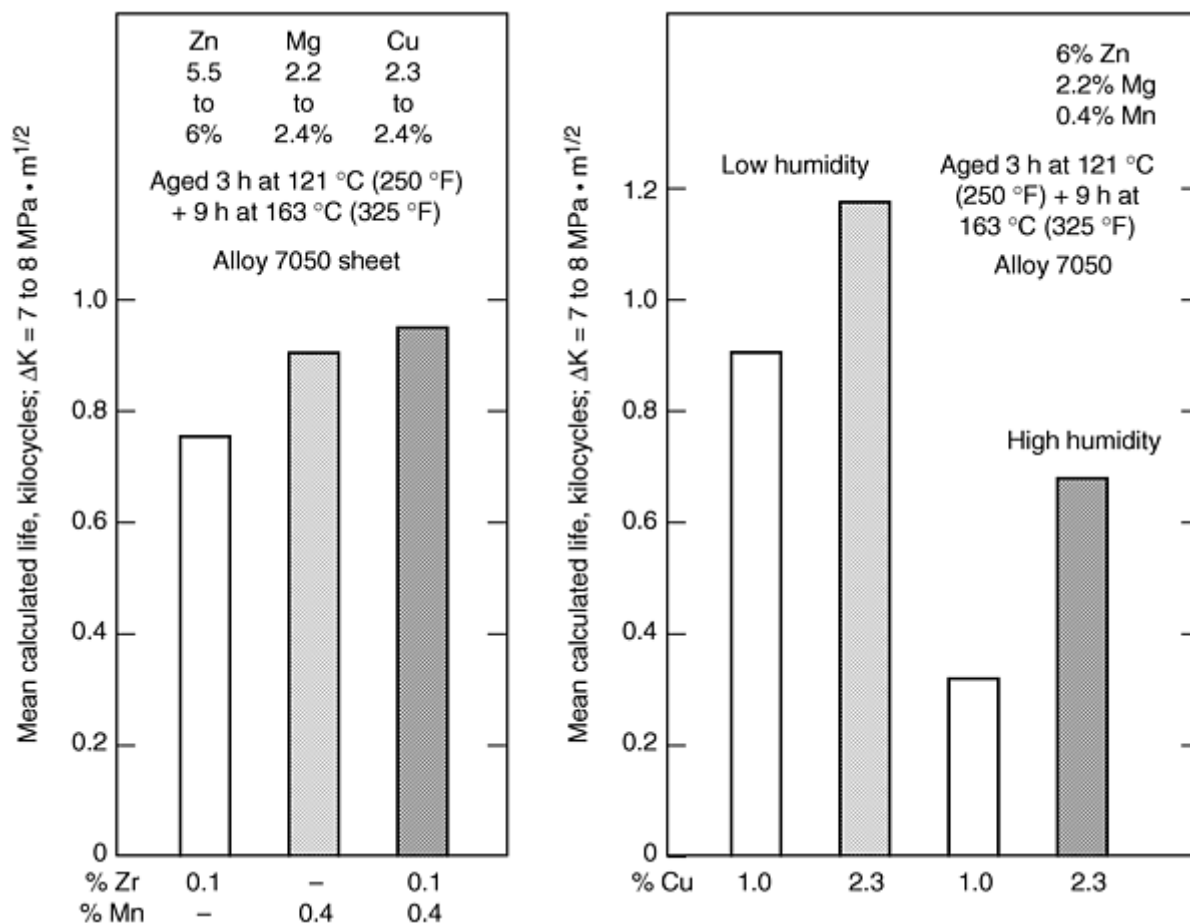 Mean calculated life, kilocycles; ΔK = 7 to 8 MPa • m1/2
Zn Mg Cu
5.5 2.2 2.3
to to to
6% 2.4% 2.4%
Aged 3 h at 121 °C (250 °F)
+ 9 h at 163 °C (325 °F)
Alloy 7050 sheet
1.0
0.8
0.6
0.4
0.2
0
% Zr 0.1 – 0.1
% Mn – 0.4 0.4
Mean calculated life, kilocycles; ΔK = 7 to 8 MPa • m1/2
6% Zn
2.2% Mg
0.4% Mn
Low humidity
Aged 3 h at 121 °C
(250 °F) + 9 h at
163 °C (325 °F)
Alloy 7050
High humidity
1.2
1.0
0.8
0.6
0.4
0.2
0
% Cu 1.0 2.3 1.0 2.3